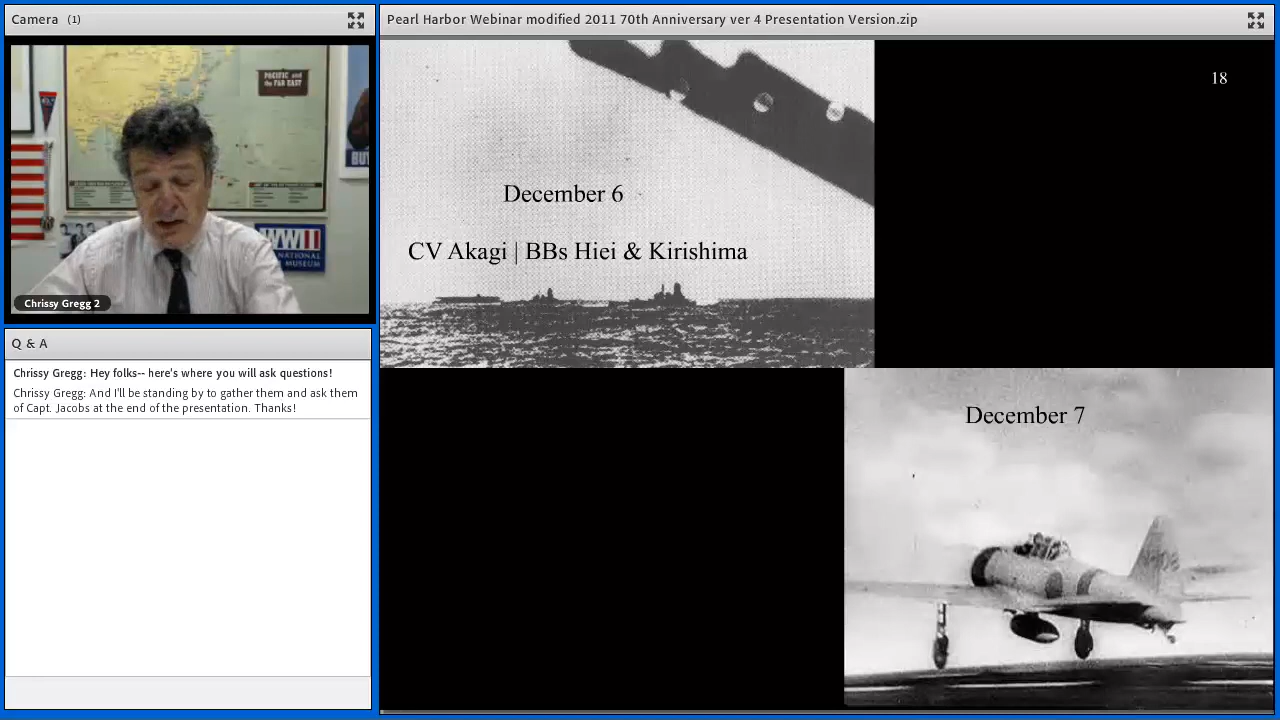 Camera (1)
PACIFIC and
the FAR EAST
BUY
WWII
NATIONAL
MUSEUM
Chrissy Gregg 2
Q & A
Chrissy Gregg: Hey folks-- here's where you will ask questions!
Chrissy Gregg: And I'll be standing by to gather them and ask them
of Capt. Jacobs at the end of the presentation. Thanks!
Pearl Harbor Webinar modified 2011 70th Anniversary ver 4 Presentation Version.zip
18
December 6
CV Akagi | BBs Hiei & Kirishima
December 7